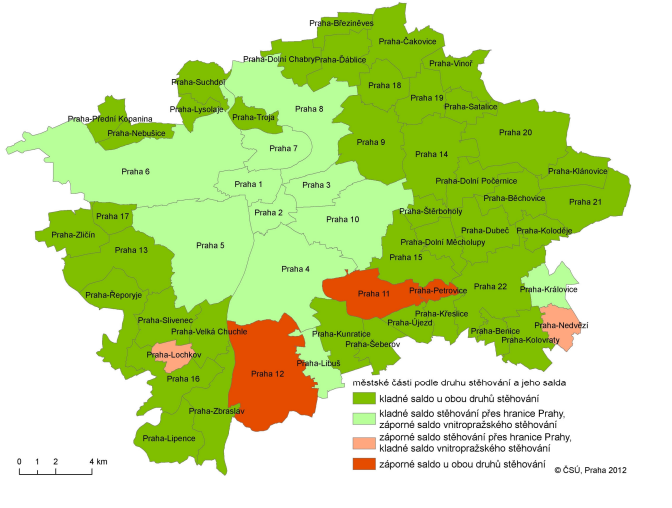 Praha-Březiněves
Praha-Čakovice
Praha-Dolní Chabry
Praha-Ďáblice
Praha-Vinoř
Praha-Suchdol
Praha 18
Praha 19
Praha-Satalice
Praha-Lysolaje
Praha-Troja
Praha 8
Praha-Přední Kopanina
Praha-Nebušice
Praha 20
Praha 7
Praha 9
Praha 14
Praha 6
Praha-Klánovice
Praha 1
Praha 3
Praha-Dolní Počernice
Praha-Běchovice
Praha 21
Praha 17
Praha 2
Praha 10
Praha-Štěrboholy
Praha-Zličín
Praha-Dubeč
Praha-Koloděje
Praha 13
Praha 5
Praha-Dolní Měcholupy
Praha 15
Praha 4
Praha-Řeporyje
Praha 11
Praha-Petrovice
Praha 22
Praha-Královice
Praha-Slivenec
Praha-Křeslice
Praha-Újezd
Praha-Nedvězí
Praha-Velká Chuchle
Praha-Kunratice
Praha-Benice
Praha-Kolovraty
Praha-Šeberov
Praha-Lochkov
Praha-Libuš
Praha 12
Praha 16
Praha-Zbraslav
Praha-Lipence
městské části podle druhu stěhování a jeho salda
kladné saldo u obou druhů stěhování
kladné saldo stěhování přes hranice Prahy,
záporné saldo vnitropražského stěhování
záporné saldo stěhování přes hranice Prahy,
kladné saldo vnitropražského stěhování
záporné saldo u obou druhů stěhování
© ČSÚ, Praha 2012
0 1 2 4 km